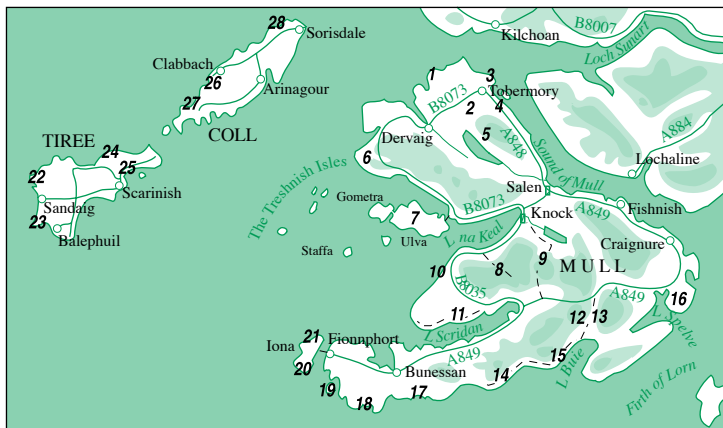 28
Sorisdale
Kilchoan
B8007
Loch Sunart
Clabbach
26
Arinagour
27
COLL
1
3
B8073
Tobermory
2
4
5
A848
Dervaig
6
Sound of Mull
A884
Lochaline
TIREE
24
25
22
Scarinish
Sandaig
23
Balephuil
The Treshnish Isles
Gometra
7
Ulva
Staffa
Salen
B8073
Knock
A849
Fishnish
L na Keal
Craignure
10
8
9
MULL
B8035
11
12
13
A849
16
L Spelve
L Scridan
21
Fionnphort
Iona
20
A849
Bunessan
15
L Buie
14
19
18
17
Firth of Lorn